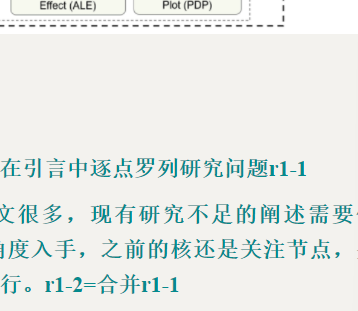 Effect (ALE) Plot (PDP)
在引言中逐点罗列研究问题r1-1
文很多，现有研究不足的阐述需要
角度入手，之前的核还是关注节点，
行。r1-2=合并r1-1